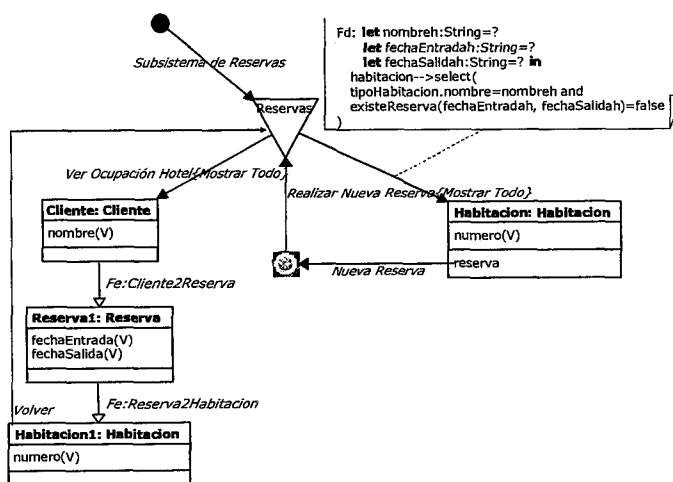 Fd: let nombreh:String=?
let fechaEntradah:String=?
let fechaSalidah:String=? in
habitacion-->select(
tipoHabitacion.nombre=nombreh and
existeReserva(fechaEntradah, fechaSalidah)=false
)
Subsistema de Reservas
Reservas
Ver Ocupación Hotel{Mostrar Todo}
Realizar Nueva Reserva{Mostrar Todo}
Cliente: Cliente
nombre(V)
Habitacion: Habitacion
numero(V)
reserva
Nueva Reserva
Fe:Cliente2Reserva
Reserva1: Reserva
fechaEntrada(V)
fechaSalida(V)
Fe:Reserva2Habitacion
Volver
Habitacion1: Habitacion
numero(V)